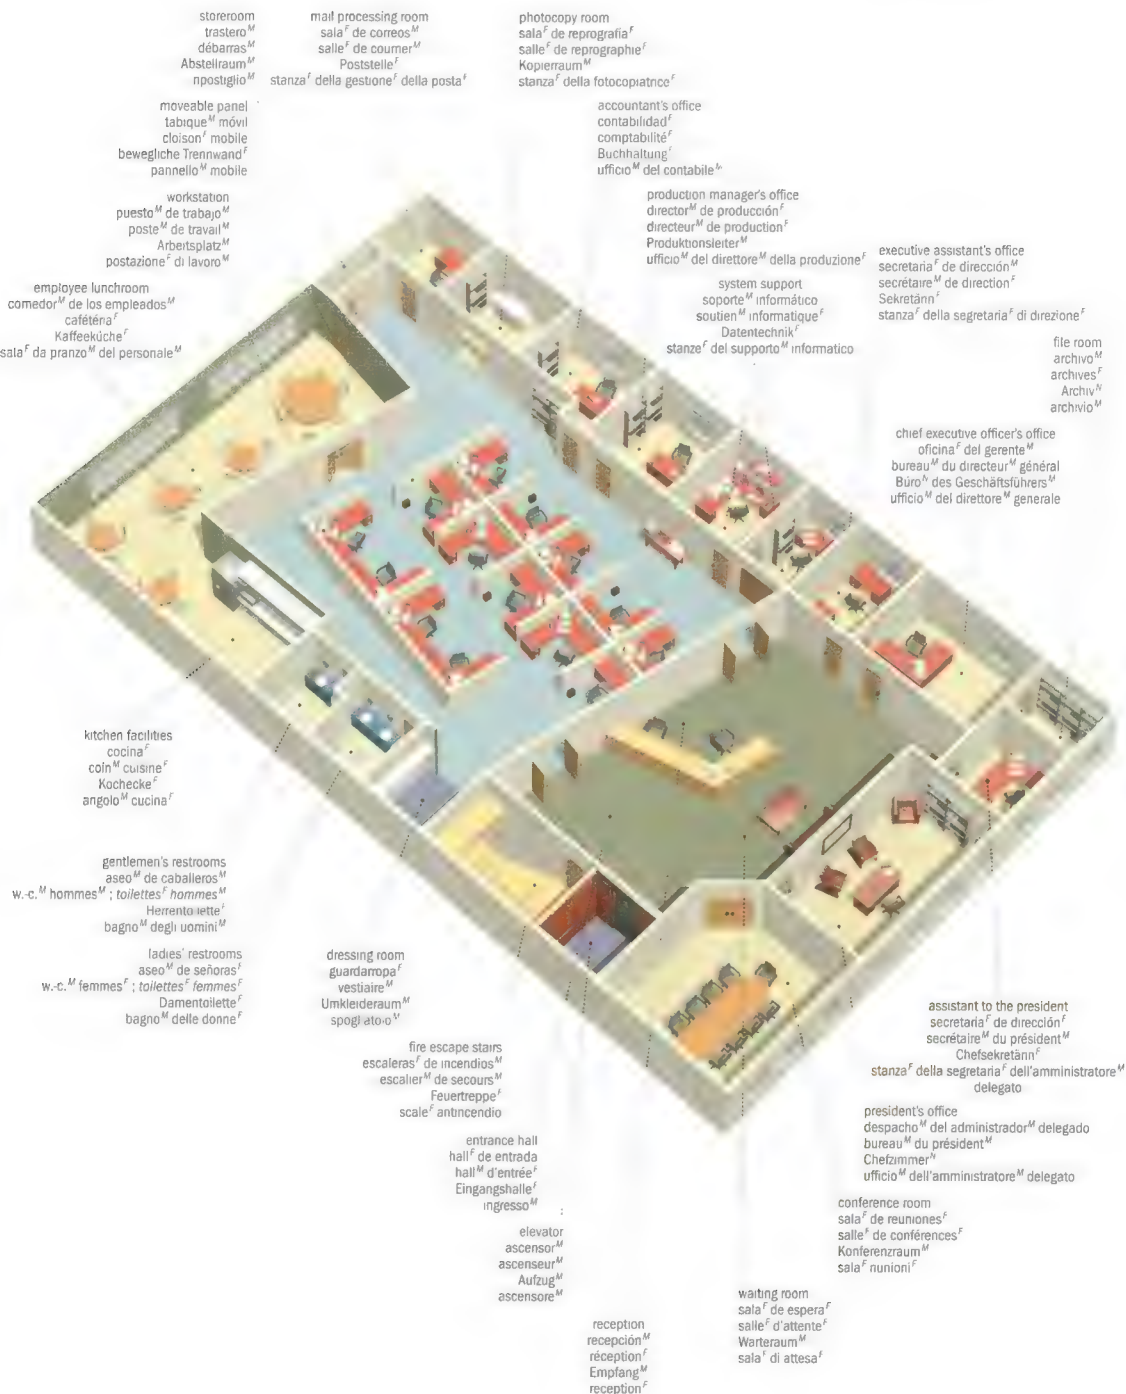 storeroom
trastero M
débarras M
Abstellraum M
npostiglio M
mail processing room
sala F de correos M
salle F de courrier M
Poststelle F
stanza F della gestione F della posta F
photocopy room
sala F de reprografía F
salle F de reprographie F
Kopierraum M
stanza F della fotocopiatrice F
moveable panel
tabique M móvil
cloison F mobile
bewegliche Trennwand F
pannello M mobile
accountant's office
contabilidad F
comptabilité F
Buchhaltung F
ufficio M del contabile M
workstation
puesto M de trabajo M
poste M de travail M
Arbeitsplatz M
postazione F di lavoro M
production manager's office
director M de producción F
directeur M de production F
Produktionsleiter M
ufficio M del direttore M della produzione F
executive assistant's office
secretaria F de dirección M
secrétaire M de direction F
Sekretärin F
stanza F della segretaria F di direzione F
employee lunchroom
comedor M de los empleados M
caféteria F
Kaffeeküche F
sala F da pranzo M del personale M
system support
soporte M informático
soutien M informatique F
Datentechnik F
stanze F del supporto M informatico
file room
archivo M
archives F
Archiv N
archivio M
chief executive officer's office
oficina F del gerente M
bureau M du directeur M général
Büro N des Geschäftsführers M
ufficio M del direttore M generale
kitchen facilities
cocina F
coin M cuisine F
Kochecke F
angolo M cucina F
gentlemen's restrooms
aseo M de caballeros M
w.-c. M hommes M ; toilettes F hommes M
Herrentoilette F
bagno M degli uomini M
ladies' restrooms
aseo M de señoras F
w.-c. M femmes F ; toilettes F femmes F
Damentoilette F
bagno M delle donne F
dressing room
guardarropa F
vestiaire M
Umkleideraum M
spogliatoio M
fire escape stairs
escaleras F de incendios M
escalier M de secours M
Feuertreppe F
scale F antincendio
entrance hall
hall F de entrada
hall M d'entrée F
Eingangshalle F
ingresso M
elevator
ascensor M
ascenseur M
Aufzug M
ascensore M
reception
recepción M
réception F
Empfang M
reception F
waiting room
sala F de espera F
salle F d'attente F
Warteraum M
sala F di attesa F
conference room
sala F de reuniones F
salle F de conférences F
Konferenzraum M
sala F riunioni F
president's office
despacho M del administrador M delegado
bureau M du président M
Chefzimmer N
ufficio M dell'amministratore M delegato
assistant to the president
secretaria F de dirección F
secrétaire M du président M
Chefsekretärin F
stanza F della segretaria F dell'amministratore M
delegato